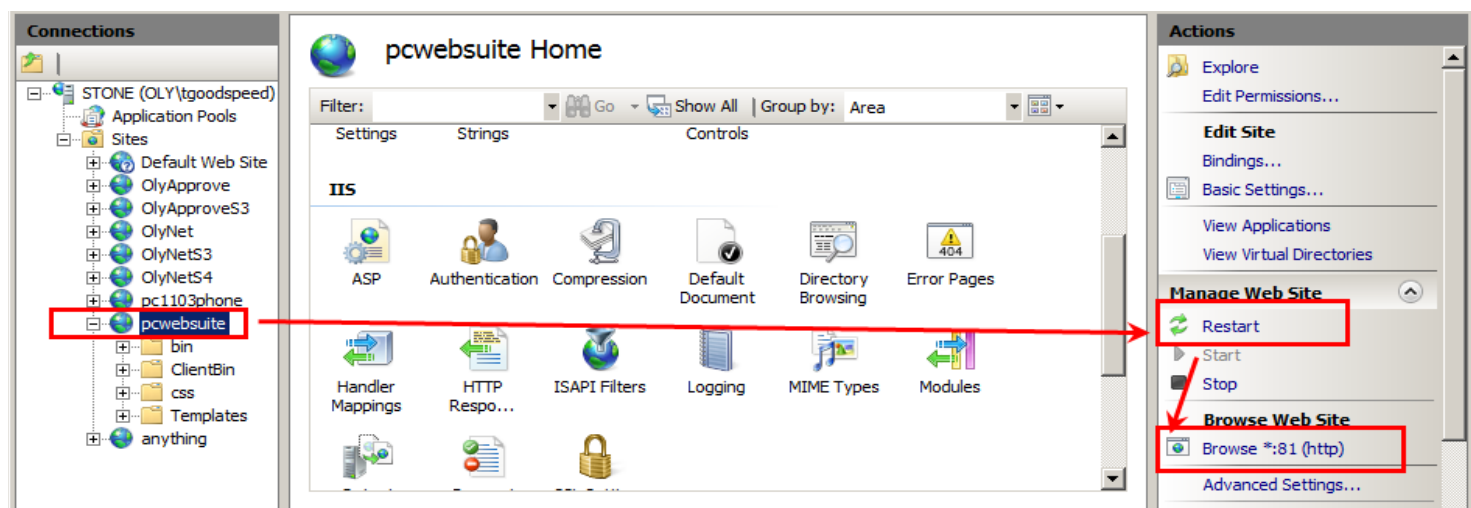 Connections
STONE (OLY\tgoodspeed)
Application Pools
Sites
Default Web Site
OlyApprove
OlyApproveS3
OlyNet
OlyNetS3
OlyNetS4
pc1103phone
pcwebsuite
bin
ClientBin
css
Templates
anything
pcwebsuite Home
Filter: Go Show All Group by: Area
Settings Strings Controls
IIS
ASP Authentication Compression Default Document Directory Browsing Error Pages
404
Handler Mappings HTTP Respo... ISAPI Filters Logging MIME Types Modules
Actions
Explore
Edit Permissions...
Edit Site
Bindings...
Basic Settings...
View Applications
View Virtual Directories
Manage Web Site
Restart
Start
Stop
Browse Web Site
Browse *:81 (http)
Advanced Settings...